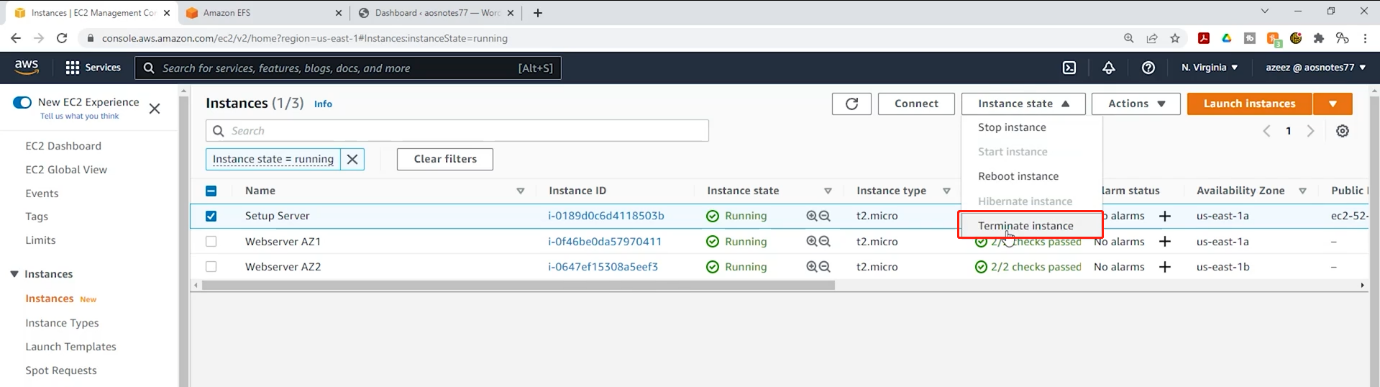 Instances | EC2 Management Con
Amazon EFS
Dashboard ‹ aosnotes77 — Word
console.aws.amazon.com/ec2/v2/home?region=us-east-1#Instances:instanceState=running
3
aws
Services
Search for services, features, blogs, docs, and more
[Alt+S]
N. Virginia
azeez @ aosnotes77
New EC2 Experience
Tell us what you think
EC2 Dashboard
EC2 Global View
Events
Tags
Limits
Instances
Instances New
Instance Types
Launch Templates
Spot Requests
Instances (1/3) Info
Connect
Instance state
Actions
Launch instances
Search
1
Instance state = running
Clear filters
Stop instance
Start instance
Reboot instance
Hibernate instance
Terminate instance
Name Instance ID Instance state Instance type larm status Availability Zone Public I
Setup Server i-0189d0c6d4118503b Running t2.micro o alarms us-east-1a ec2-52-
Webserver AZ1 i-0f46be0da57970411 Running t2.micro 2/2 checks passed No alarms us-east-1a –
Webserver AZ2 i-0647ef15308a5eef3 Running t2.micro 2/2 checks passed No alarms us-east-1b –